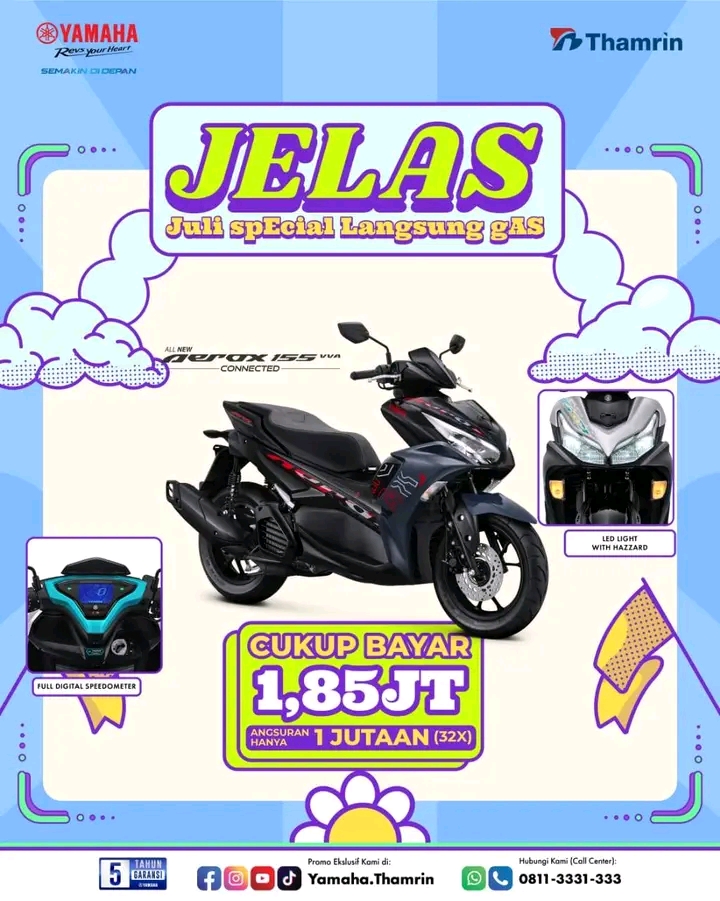 YAMAHA
Revs Your Heart
SEMAKIN DI DEPAN
Thamrin
JELAS
Juli spEcial Langsung gAS
ALL NEW
AEROX 155 VVA
CONNECTED
LED LIGHT
WITH HAZZARD
FULL DIGITAL SPEEDOMETER
CUKUP BAYAR
1,85JT
ANGSURAN
HANYA
1 JUTAAN (32X)
5 TAHUN
GARANSI
YAMAHA
Promo Ekslusif Kami di:
Yamaha.Thamrin
Hubungi Kami (Call Center):
0811-3331-333